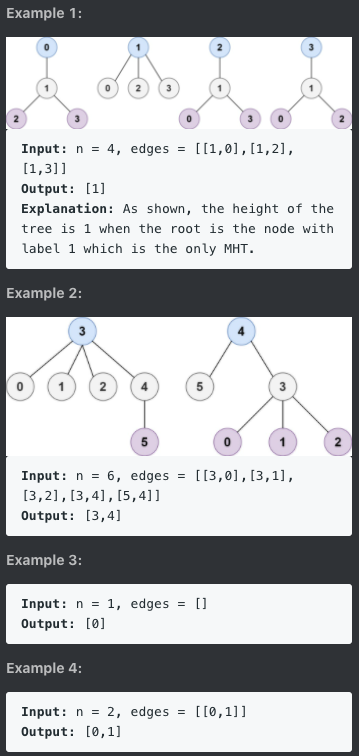 Example 1:
0 1 2 3
1 0 2 3 1 1
2 3 0 3 0 2
Input: n = 4, edges = [[1,0],[1,2],
[1,3]]
Output: [1]
Explanation: As shown, the height of the
tree is 1 when the root is the node with
label 1 which is the only MHT.
Example 2:
3 4
0 1 2 4 5 3
5 0 1 2
Input: n = 6, edges = [[3,0],[3,1],
[3,2],[3,4],[5,4]]
Output: [3,4]
Example 3:
Input: n = 1, edges = []
Output: [0]
Example 4:
Input: n = 2, edges = [[0,1]]
Output: [0,1]